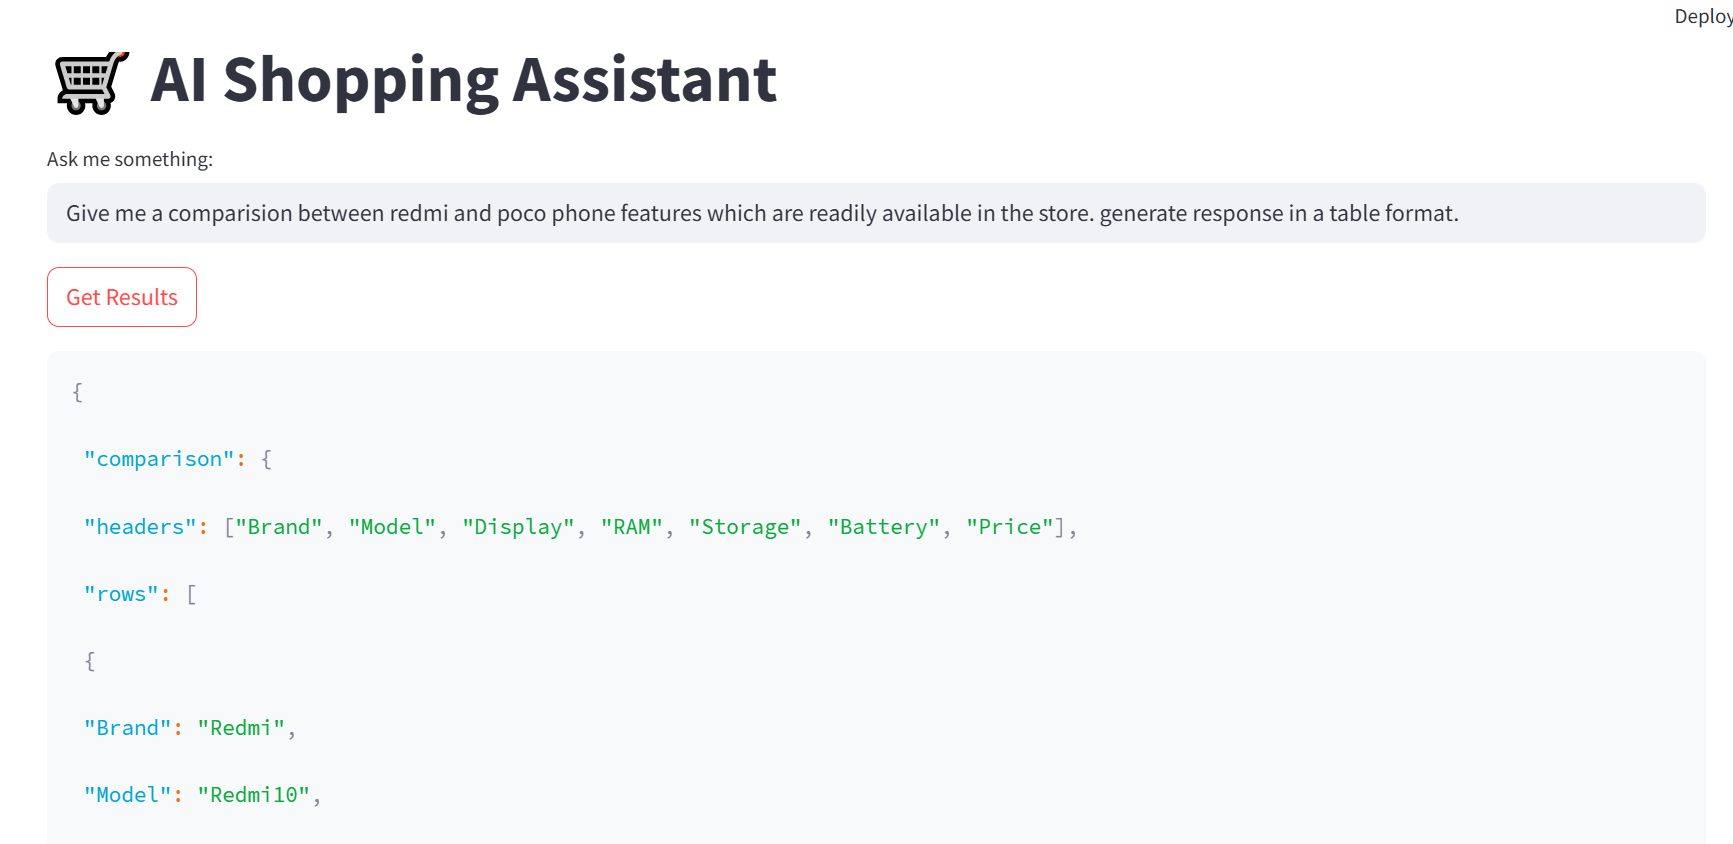 Deploy
AI Shopping Assistant
Ask me something:
Give me a comparision between redmi and poco phone features which are readily available in the store. generate response in a table format.
Get Results
{
"comparison": {
"headers": ["Brand", "Model", "Display", "RAM", "Storage", "Battery", "Price"],
"rows": [
{
"Brand": "Redmi",
"Model": "Redmi10",